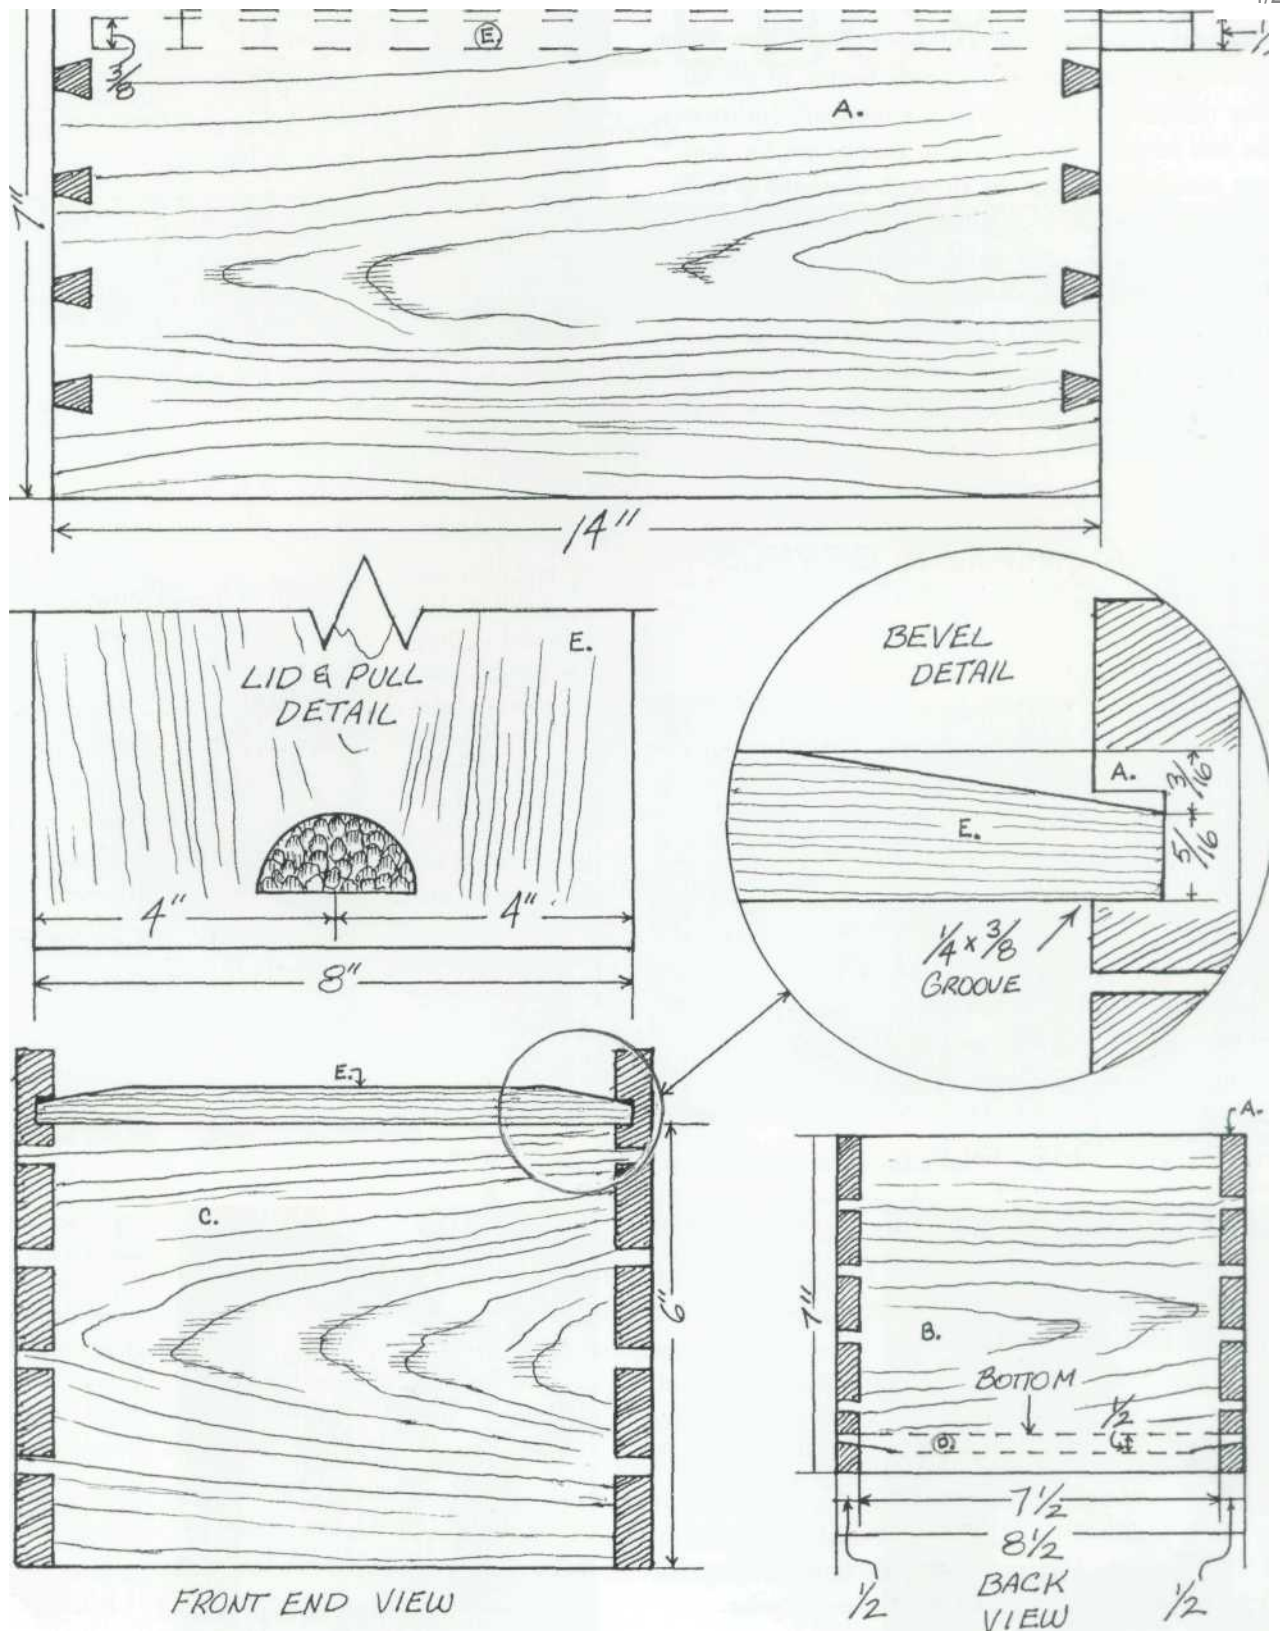 E.
3/8
A.
7"
14"
E.
LID & PULL
DETAIL
4" 4"
8"
BEVEL
DETAIL
A.
3/16
E.
5/16
1/4 x 3/8
GROOVE
E.
C.
6"
FRONT END VIEW
A.
7"
B.
BOTTOM
1/2
D.
7 1/2
8 1/2
1/2 1/2
BACK
VIEW